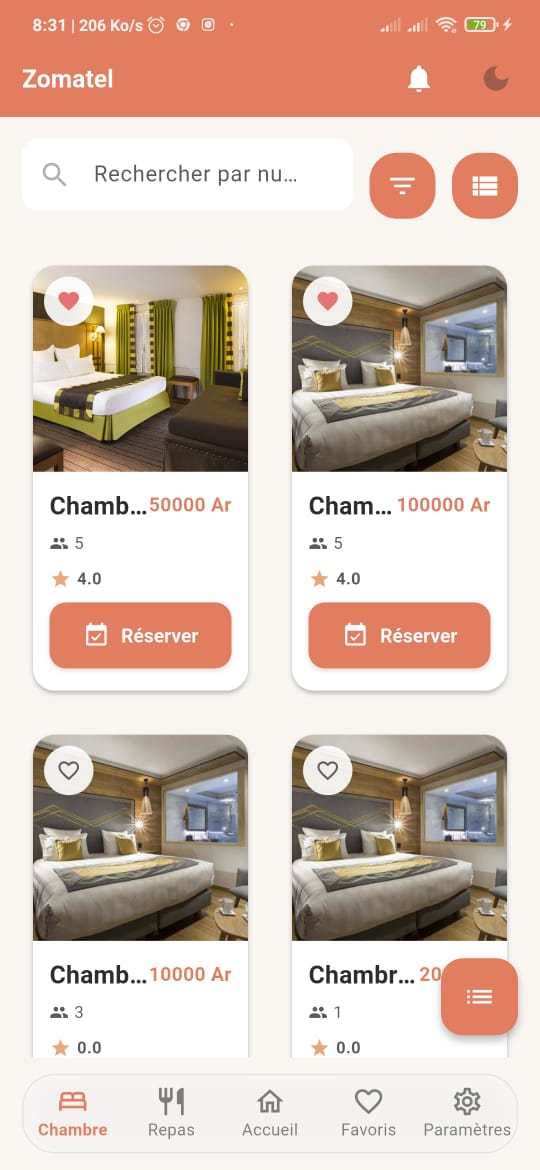 8:31 | 206 Ko/s
79
Zomatel
Rechercher par nu...
Chamb... 50000 Ar
5
4.0
Réserver
Cham... 100000 Ar
5
4.0
Réserver
Chamb... 10000 Ar
3
0.0
Chambr... 20
1
0.0
Chambre Repas Accueil Favoris Paramètres